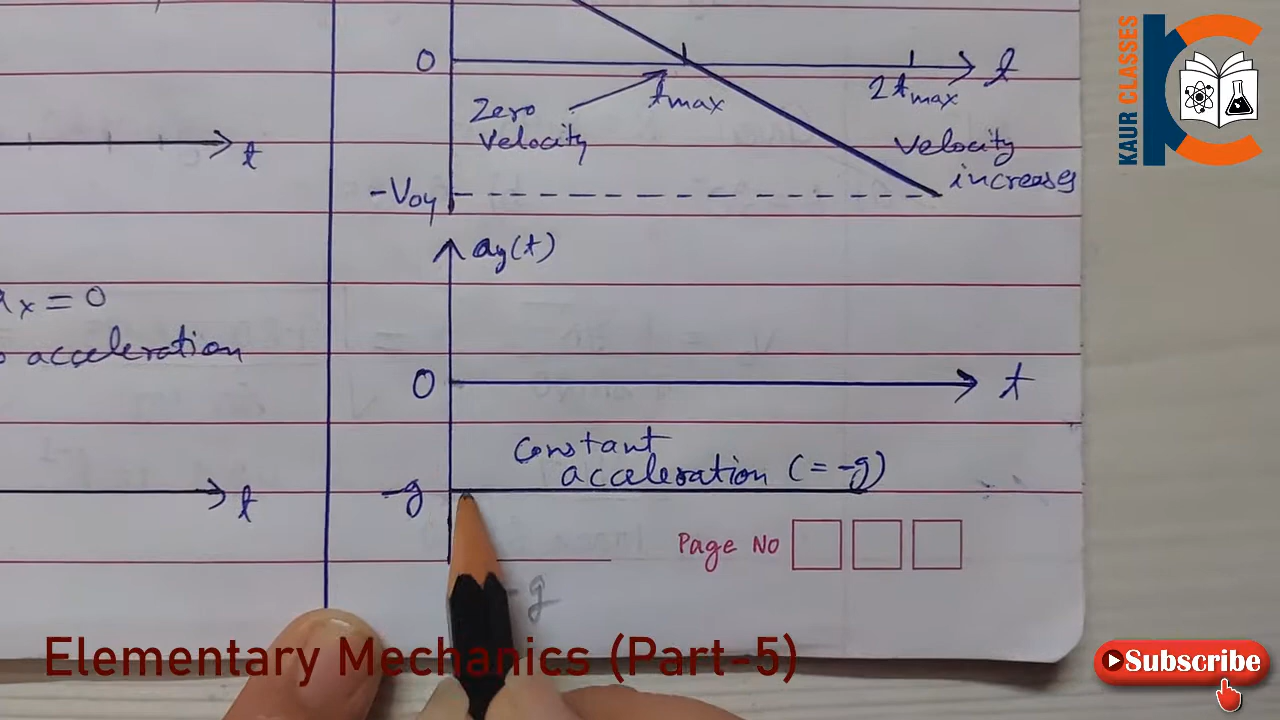 0
t
Zero
velocity
tmax
2tmax
velocity
increases
t
-Voy
ay(t)
ax = 0
acceleration
0
t
constant
acceleration (= -g)
-g
t
Page No
-g
Elementary Mechanics (Part-5)
KAUR CLASSES
Subscribe